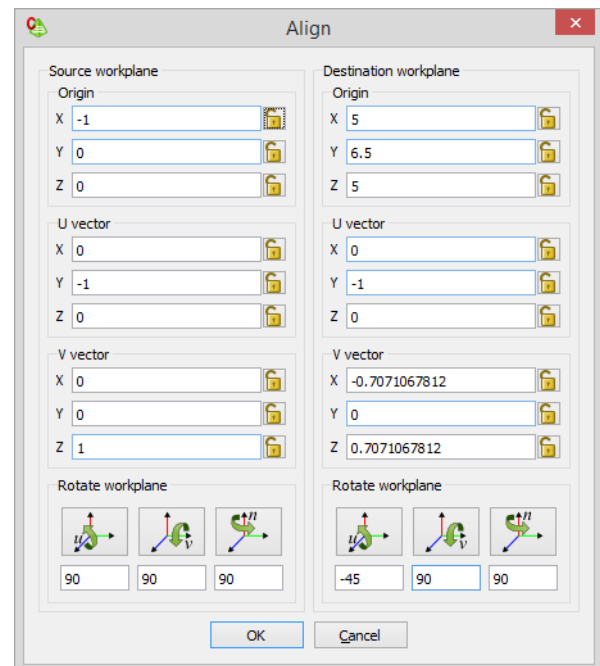 Align
Source workplane
Origin
X -1
Y 0
Z 0
U vector
X 0
Y -1
Z 0
V vector
X 0
Y 0
Z 1
Rotate workplane
u v n
90 90 90
Destination workplane
Origin
X 5
Y 6.5
Z 5
U vector
X 0
Y -1
Z 0
V vector
X -0.7071067812
Y 0
Z 0.7071067812
Rotate workplane
u v n
-45 90 90
OK Cancel